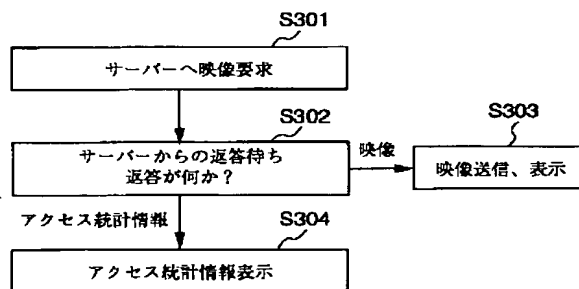 S301
サーバーへ映像要求
S302
サーバーからの返答待ち
返答が何か?
映像
S303
映像送信、表示
アクセス統計情報
S304
アクセス統計情報表示